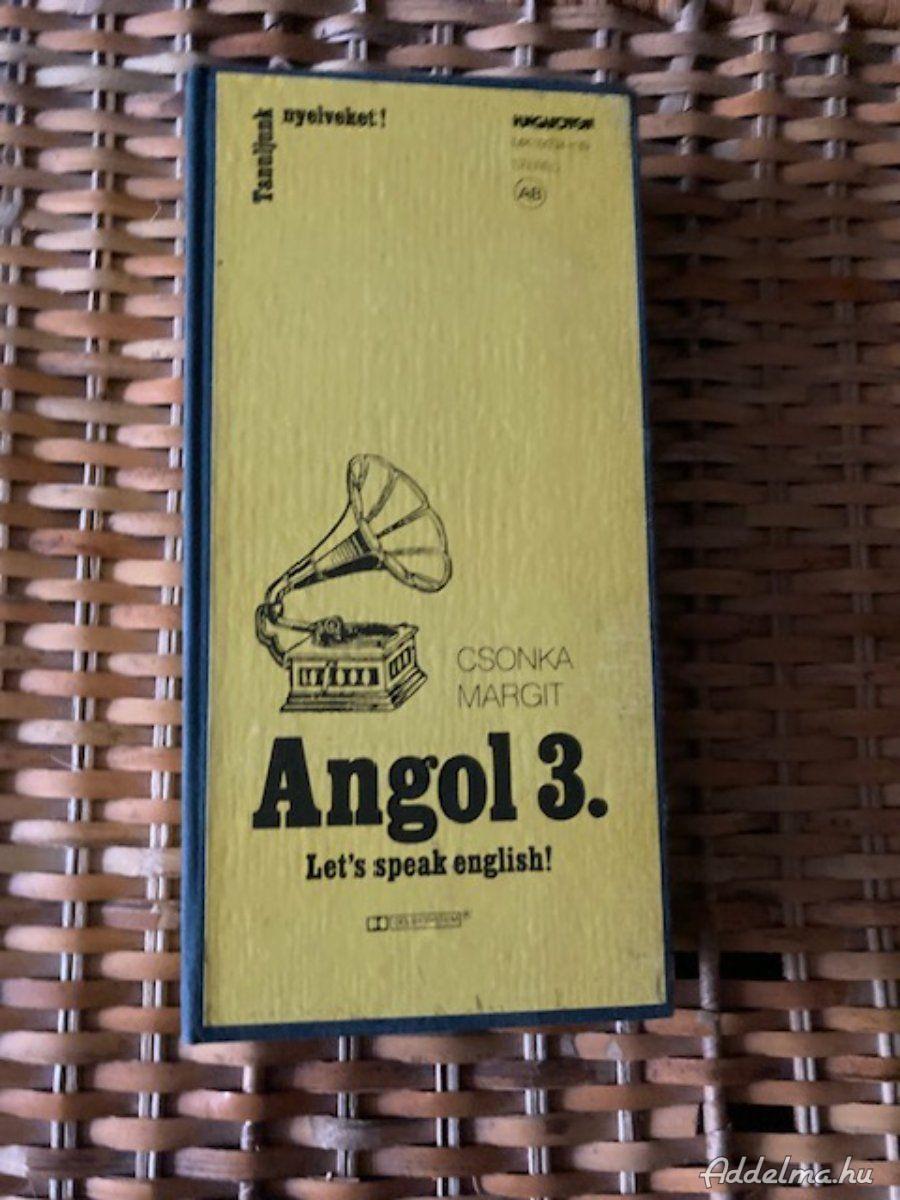 Tanuljunk
nyelveket!
HUNGAROTON
AB
CSONKA
MARGIT
Angol 3.
Let's speak english!
Addelma.hu